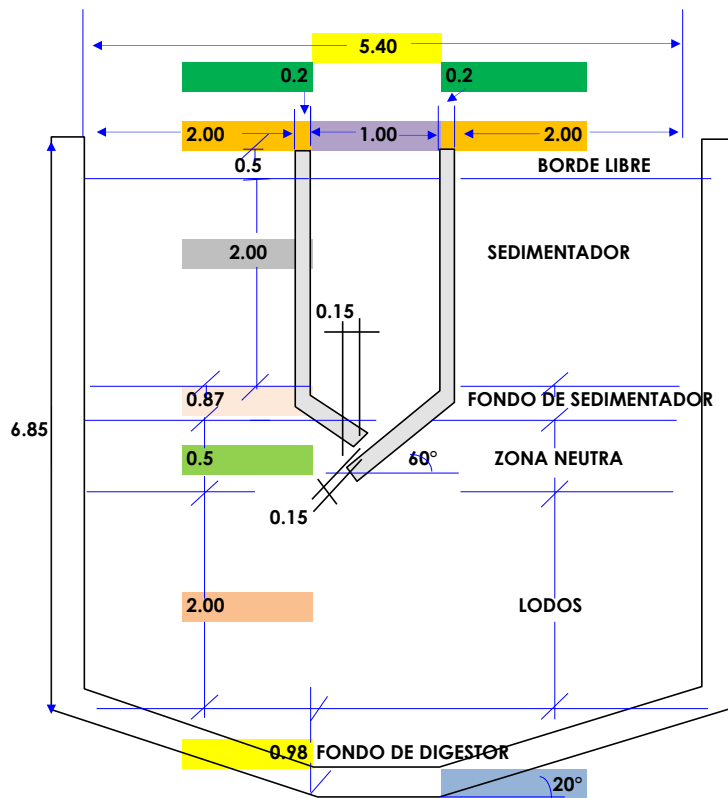 5.40
0.2 0.2
2.00 1.00 2.00
0.5 BORDE LIBRE
2.00 SEDIMENTADOR
0.15
0.87 FONDO DE SEDIMENTADOR
6.85
0.5 60° ZONA NEUTRA
0.15
2.00 LODOS
0.98 FONDO DE DIGESTOR
20°